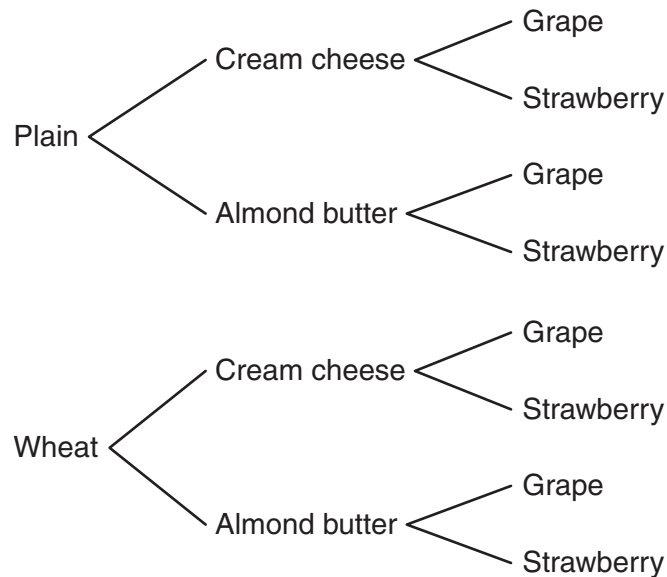 Plain
Cream cheese
Grape
Strawberry
Almond butter
Grape
Strawberry
Wheat
Cream cheese
Grape
Strawberry
Almond butter
Grape
Strawberry